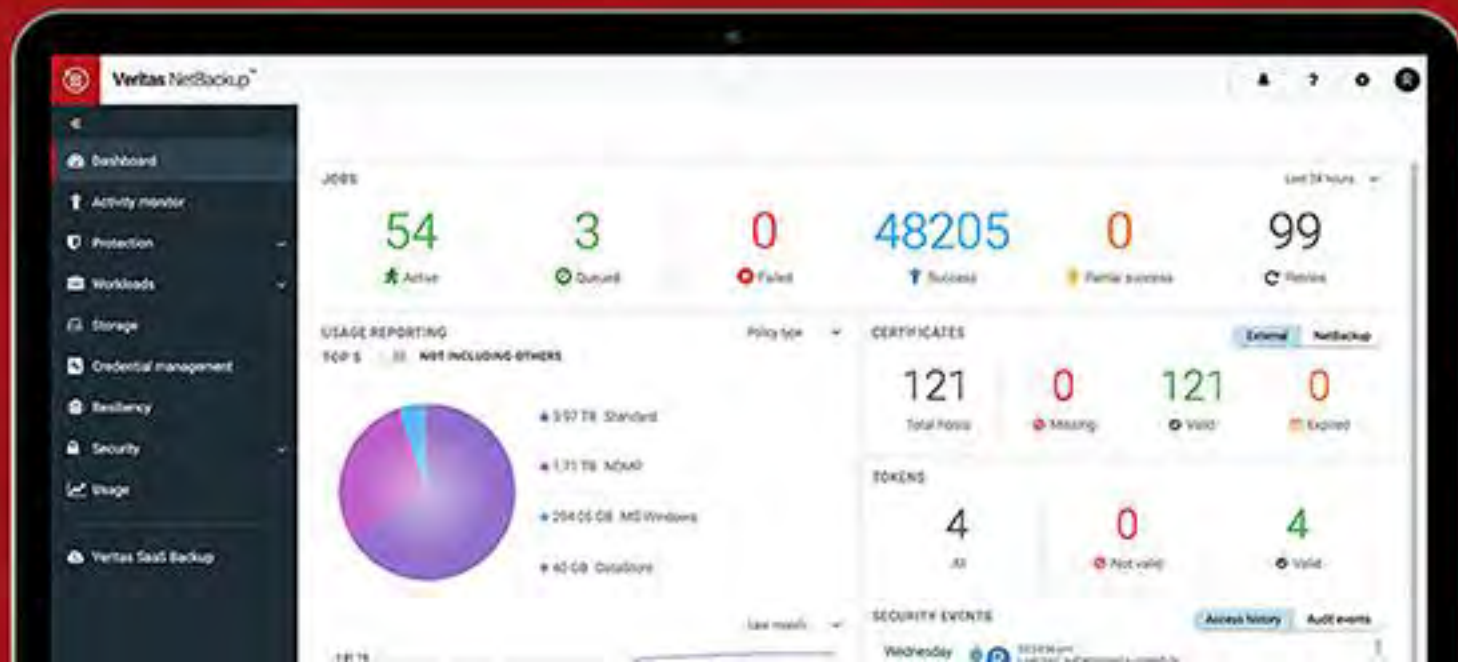 Veritas NetBackup™
?
Dashboard
Activity monitor
Protection
Workloads
Storage
Credential management
Resiliency
Security
Usage
Veritas SaaS Backup
JOBS
Last 24 hours
54
3
0
48205
0
99
Active
Queued
Failed
Success
Partial success
Retries
USAGE REPORTING
Policy type
TOP 5
NOT INCLUDING OTHERS
3.97 TB Standard
1.71 TB NDMP
MS Windows
40 GB DataStore
Last month
CERTIFICATES
External
NetBackup
121
0
121
0
Total hosts
Missing
Valid
Expired
TOKENS
4
0
4
All
Not valid
Valid
SECURITY EVENTS
Access history
Audit events
Wednesday